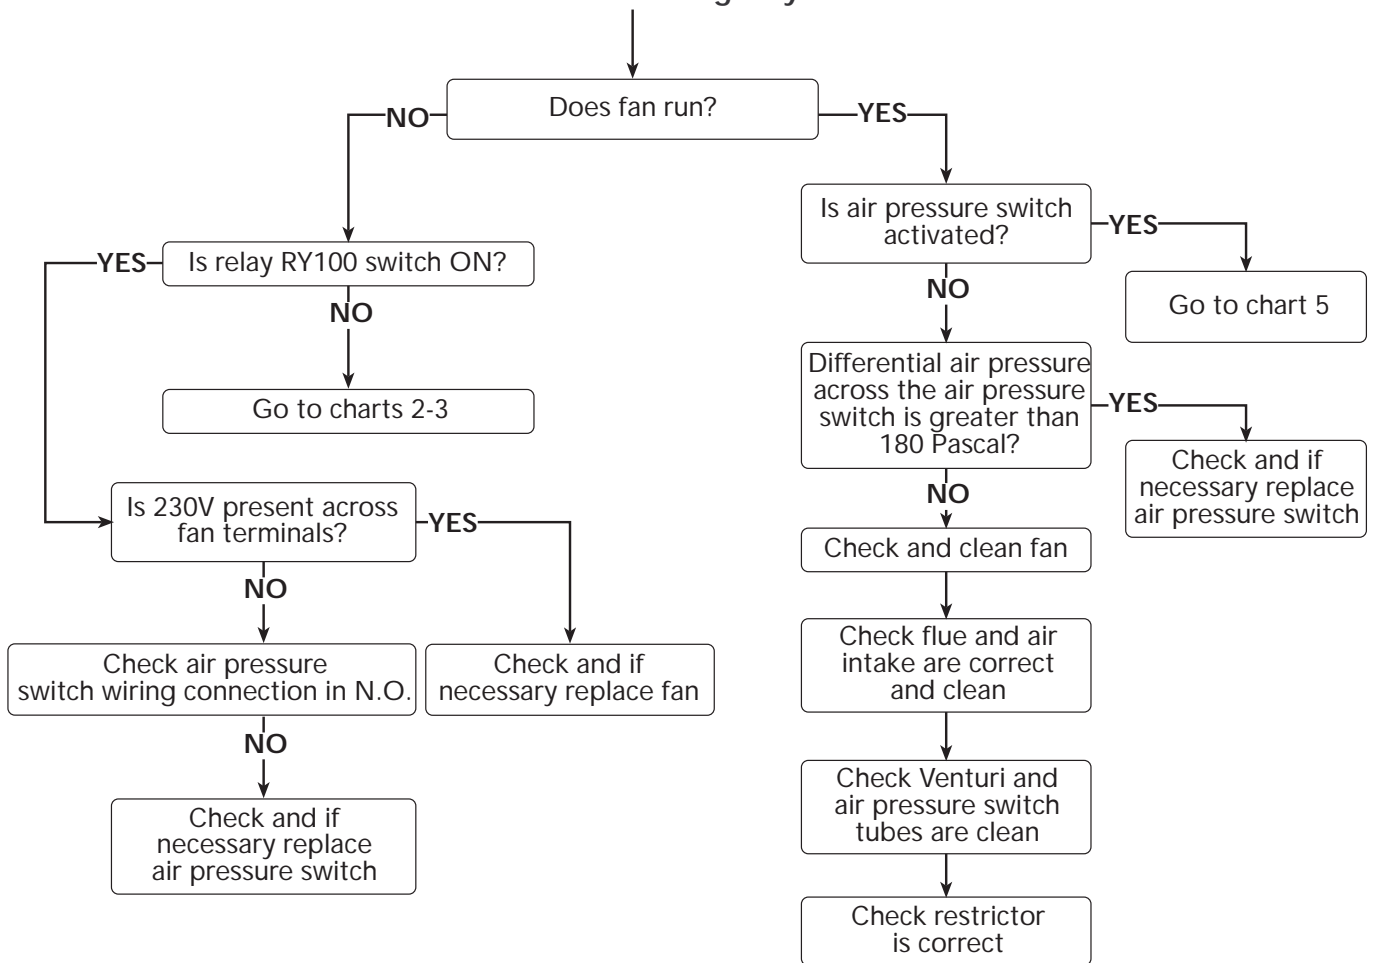 Does fan run?
NO
YES
Is air pressure switch
activated?
YES
YES
Is relay RY100 switch ON?
NO
NO
Go to chart 5
Differential air pressure
across the air pressure
switch is greater than
180 Pascal?
YES
Go to charts 2-3
Check and if
necessary replace
air pressure switch
Is 230V present across
fan terminals?
YES
NO
Check and clean fan
NO
Check flue and air
intake are correct
and clean
Check air pressure
switch wiring connection in N.O.
Check and if
necessary replace fan
NO
Check Venturi and
air pressure switch
tubes are clean
Check and if
necessary replace
air pressure switch
Check restrictor
is correct